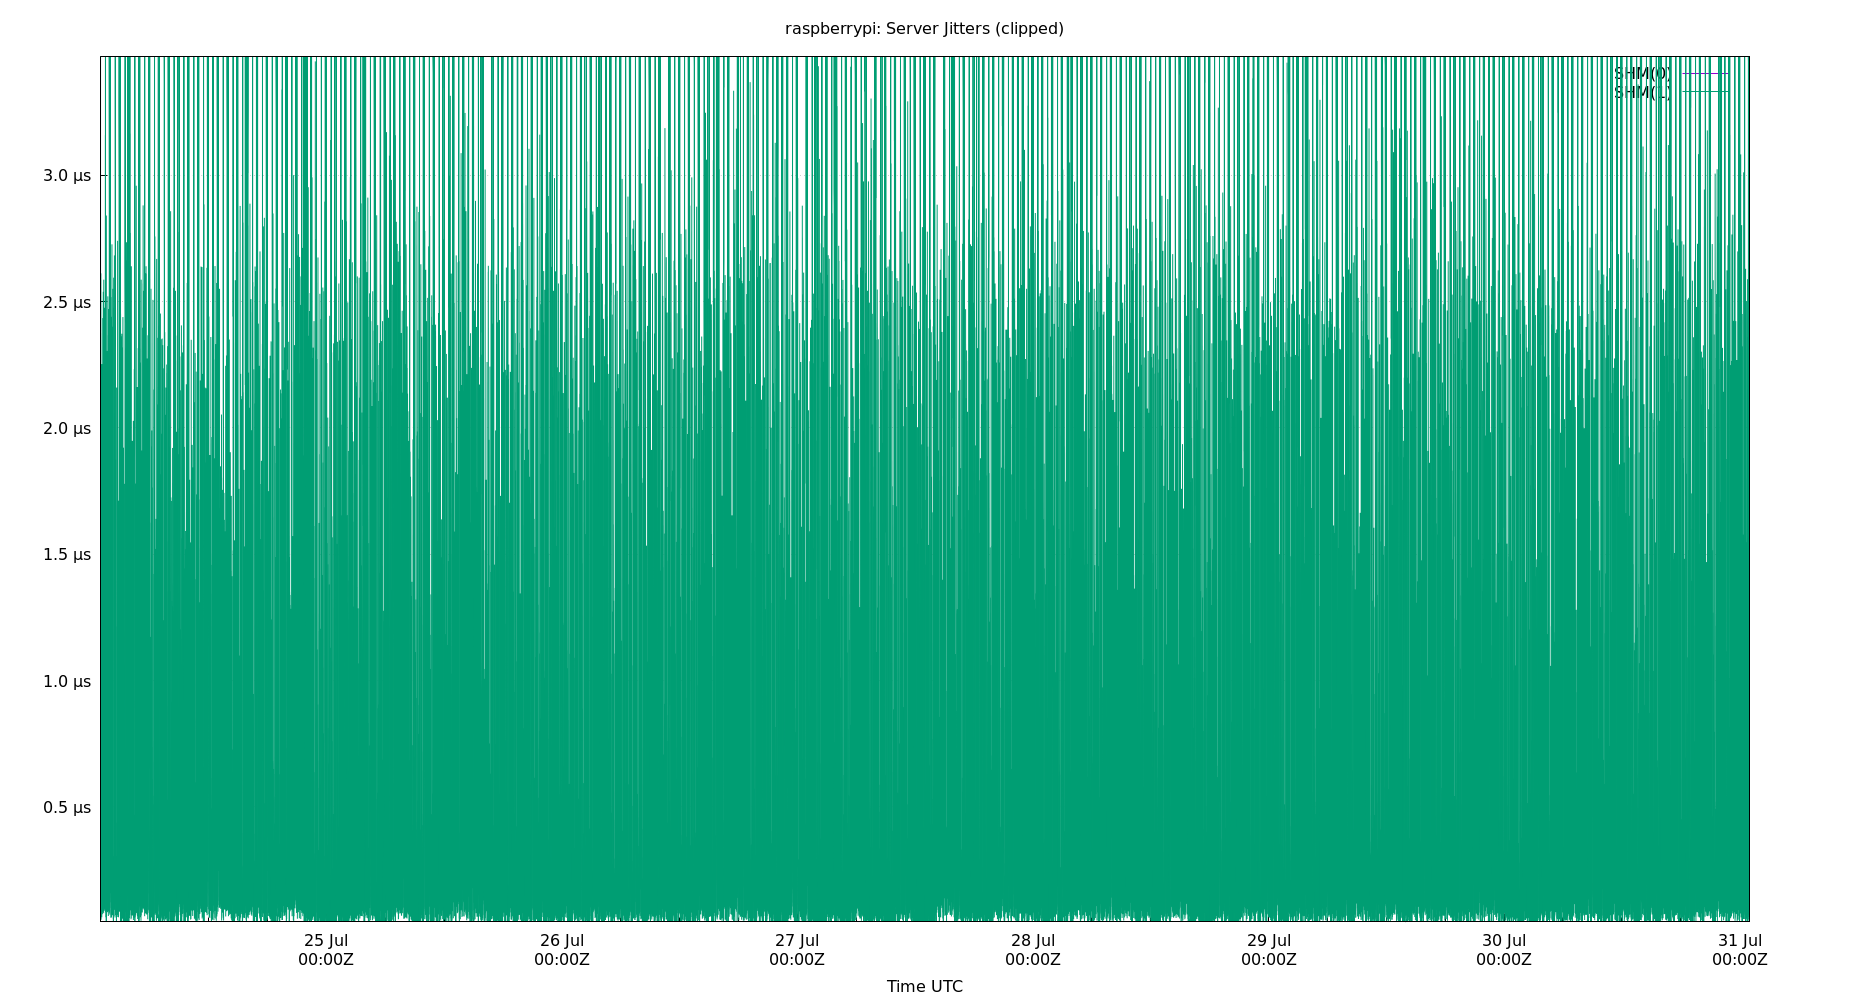 raspberrypi: Server Jitters (clipped)
SHM(0)
SHM(1)
3.0 µs
2.5 µs
2.0 µs
1.5 µs
1.0 µs
0.5 µs
25 Jul 26 Jul 27 Jul 28 Jul 29 Jul 30 Jul 31 Jul
00:00Z 00:00Z 00:00Z 00:00Z 00:00Z 00:00Z 00:00Z
Time UTC